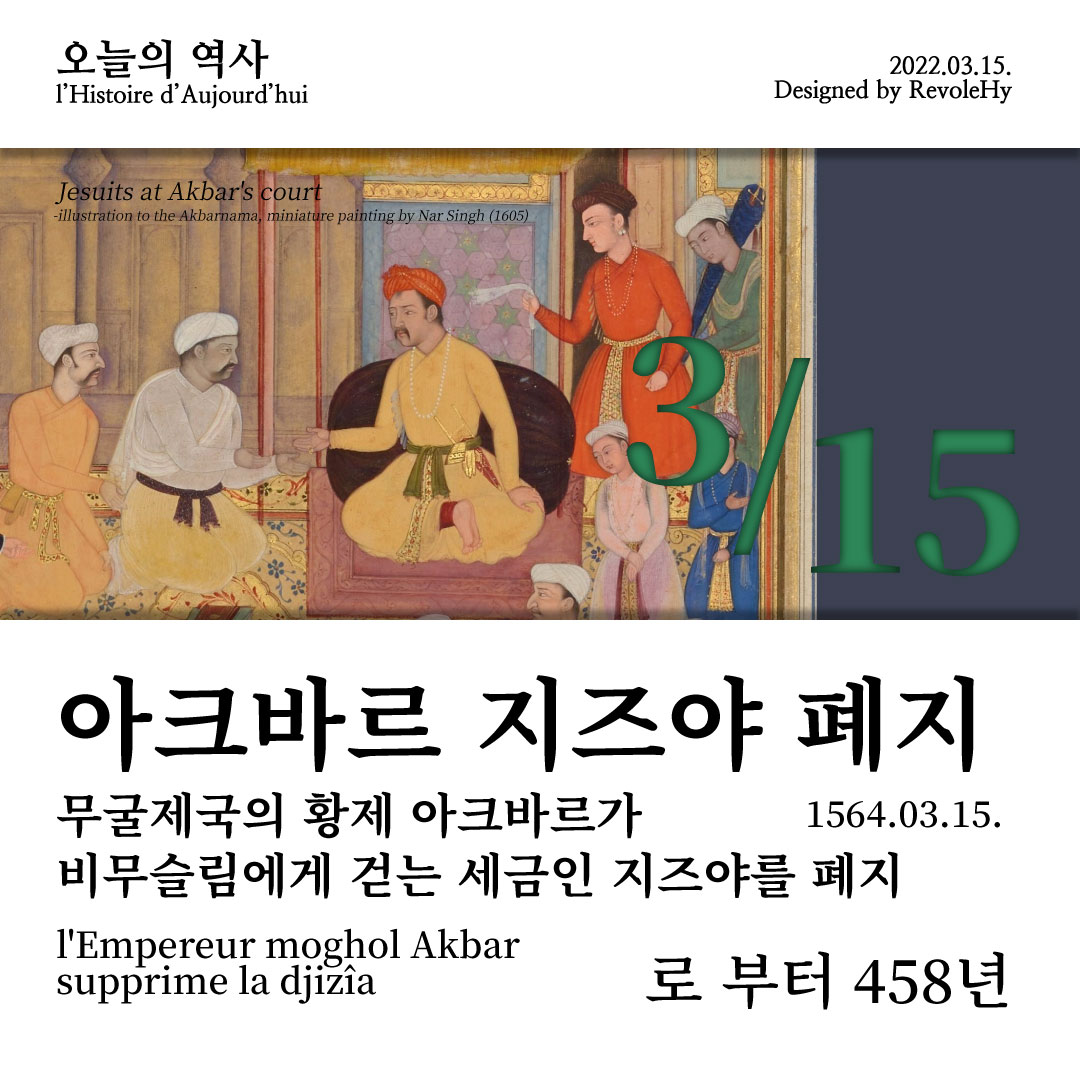 오늘의 역사
l’Histoire d’Aujourd’hui
2022.03.15.
Designed by RevoleHy
Jesuits at Akbar's court
-illustration to the Akbarnama, miniature painting by Nar Singh (1605)
3/15
아크바르 지즈야 폐지
무굴제국의 황제 아크바르가
1564.03.15.
비무슬림에게 걷는 세금인 지즈야를 폐지
l'Empereur moghol Akbar
supprime la djizîa
로 부터 458년